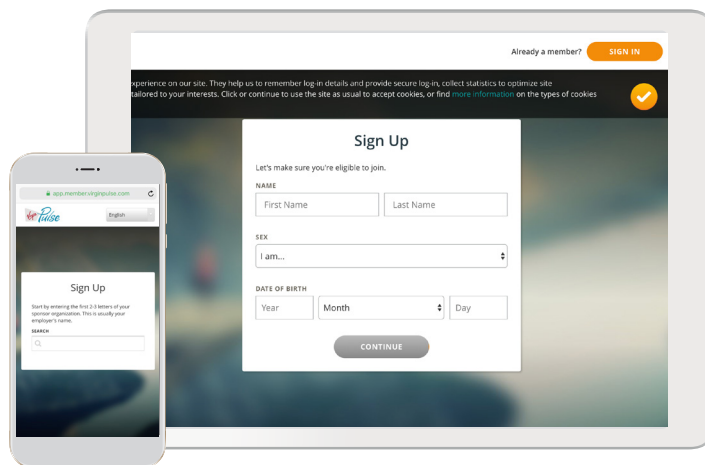 Already a member?
SIGN IN
xperience on our site. They help us to remember log-in details and provide secure log-in, collect statistics to optimize site
tailored to your interests. Click or continue to use the site as usual to accept cookies, or find more information on the types of cookies
Sign Up
Let's make sure you're eligible to join.
NAME
First Name
Last Name
SEX
I am...
DATE OF BIRTH
Year
Month
Day
CONTINUE
app.member.virginpulse.com
Pulse
English
Sign Up
Start by entering the first 2-3 letters of your
sponsor organization. This is usually your
employer's name.
SEARCH